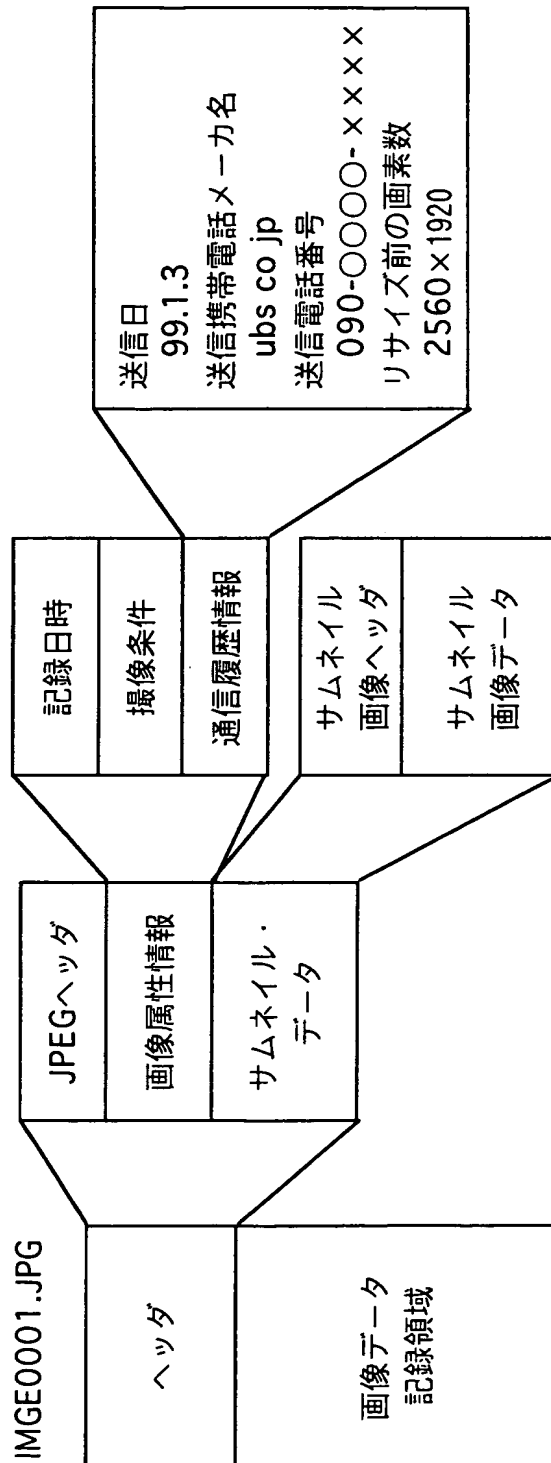 IMGE0001.JPG
ヘッダ
画像データ
記録領域
JPEGヘッダ
画像属性情報
サムネイル・
データ
記録日時
撮像条件
通信履歴情報
サムネイル
画像ヘッダ
サムネイル
画像データ
送信日
99.1.3
送信携帯電話メーカ名
ubs co jp
送信電話番号
090-○○○○-××××
リサイズ前の画素数
2560×1920